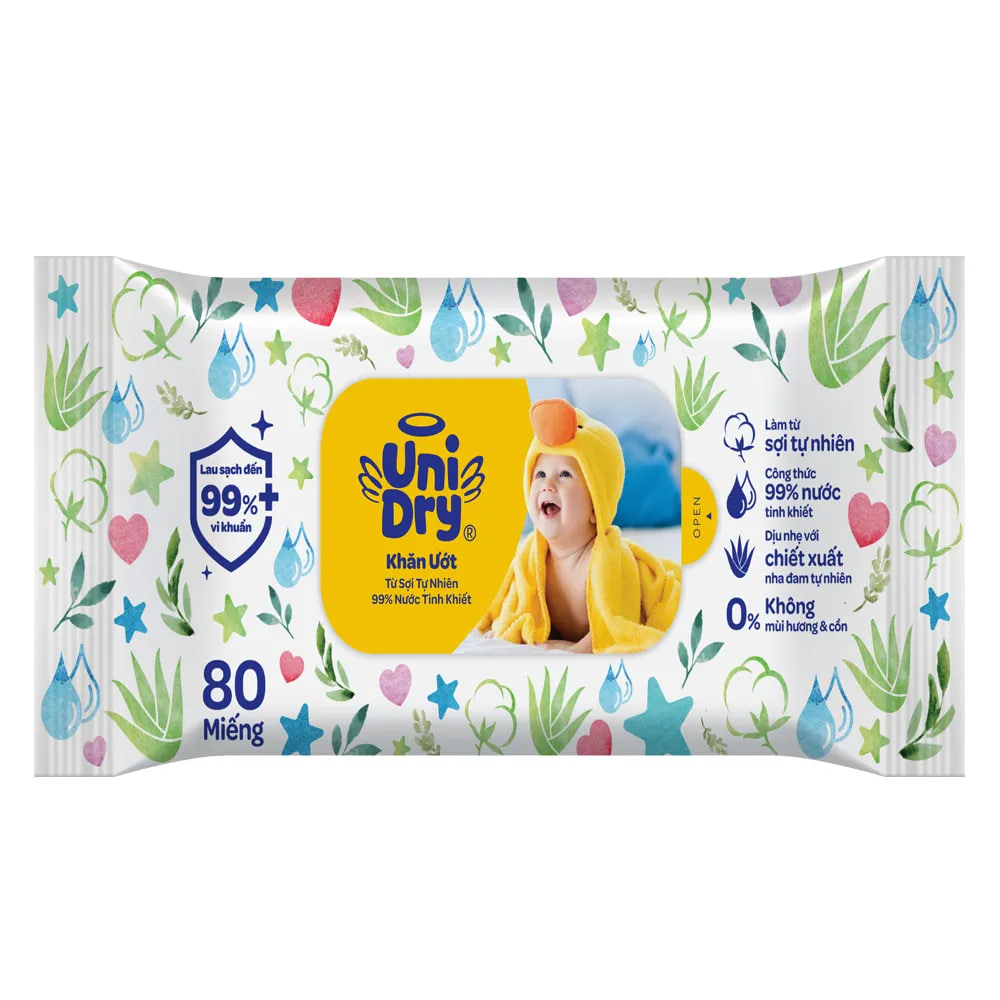 Lau sạch đến
99%+
vi khuẩn
80
Miếng
Uni
Dry®
Khăn Ướt
Từ Sợi Tự Nhiên
99% Nước Tinh Khiết
OPEN
Làm từ
sợi tự nhiên
Công thức
99% nước
tinh khiết
Dịu nhẹ với
chiết xuất
nha đam tự nhiên
0% Không
mùi hương & cồn